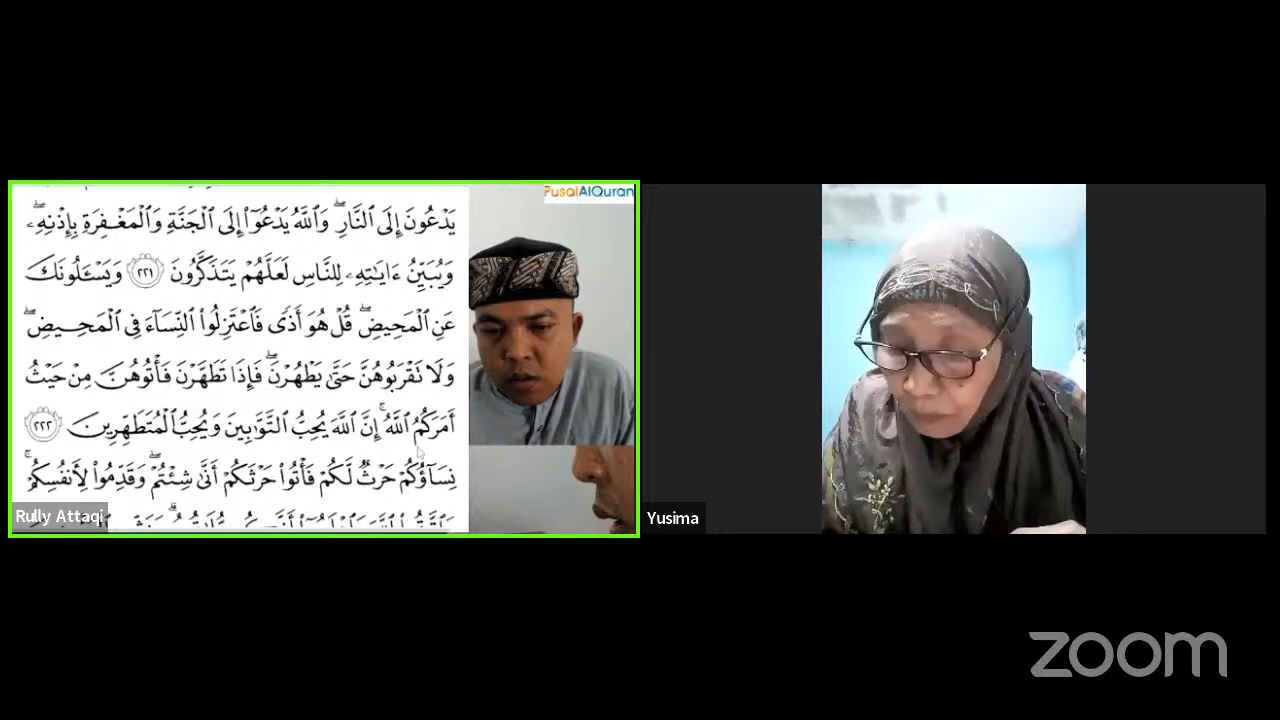 PusatAlQuran
يَدْعُونَ إِلَى ٱلنَّارِ ۖ وَٱللَّهُ يَدْعُوٓا۟ إِلَى ٱلْجَنَّةِ وَٱلْمَغْفِرَةِ بِإِذْنِهِۦ ۖ
وَيُبَيِّنُ ءَايَـٰتِهِۦ لِلنَّاسِ لَعَلَّهُمْ يَتَذَكَّرُونَ ٢٢١ وَيَسْـَٔلُونَكَ
عَنِ ٱلْمَحِيضِ ۖ قُلْ هُوَ أَذًى فَٱعْتَزِلُوا۟ ٱلنِّسَآءَ فِى ٱلْمَحِيضِ ۖ
وَلَا تَقْرَبُوهُنَّ حَتَّىٰ يَطْهُرْنَ ۖ فَإِذَا تَطَهَّرْنَ فَأْتُوهُنَّ مِنْ حَيْثُ
أَمَرَكُمُ ٱللَّهُ ۚ إِنَّ ٱللَّهَ يُحِبُّ ٱلتَّوَّٰبِينَ وَيُحِبُّ ٱلْمُتَطَهِّرِينَ ٢٢٢
نِسَآؤُكُمْ حَرْثٌ لَّكُمْ فَأْتُوا۟ حَرْثَكُمْ أَنَّىٰ شِئْتُمْ ۖ وَقَدِّمُوا۟ لِأَنفُسِكُمْ ۚ
Rully Attaqi
Yusima
zoom